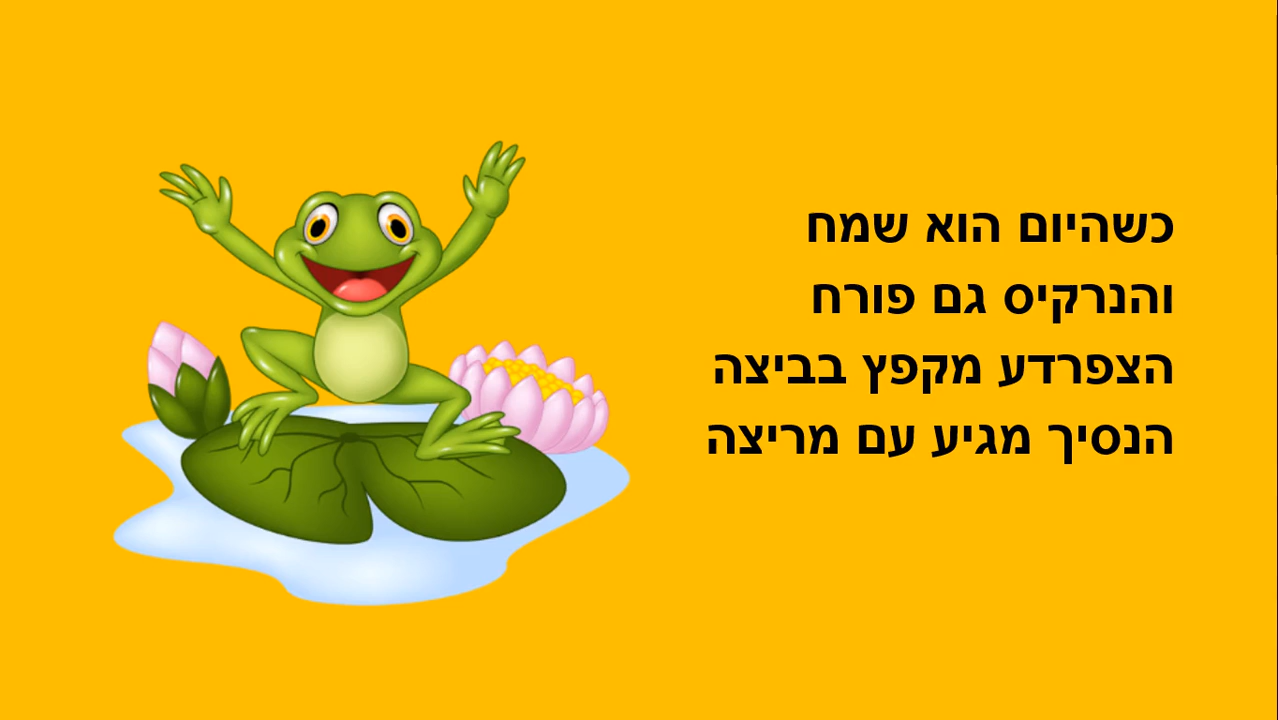 כשהיום הוא שמח
והנרקיס גם פורח
הצפרדע מקפץ בביצה
הנסיך מגיע עם מריצה